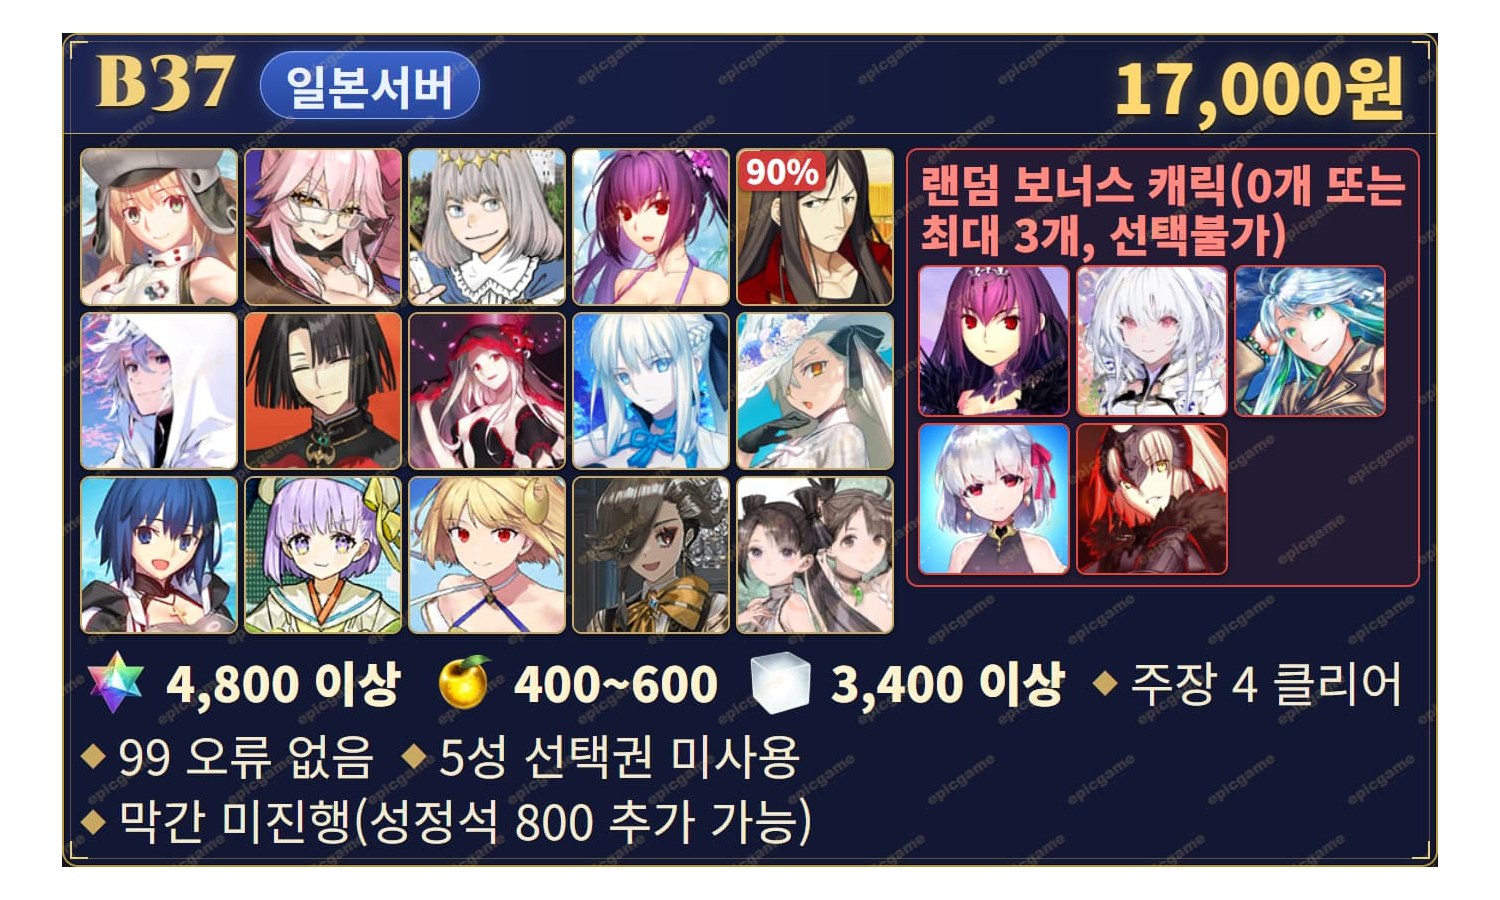 B37 일본서버 17,000원
90%
랜덤 보너스 캐릭(0개 또는
최대 3개, 선택불가)
4,800 이상 400~600 3,400 이상 ◆ 주장 4 클리어
◆ 99 오류 없음 ◆ 5성 선택권 미사용
◆ 막간 미진행(성정석 800 추가 가능)
epicgame